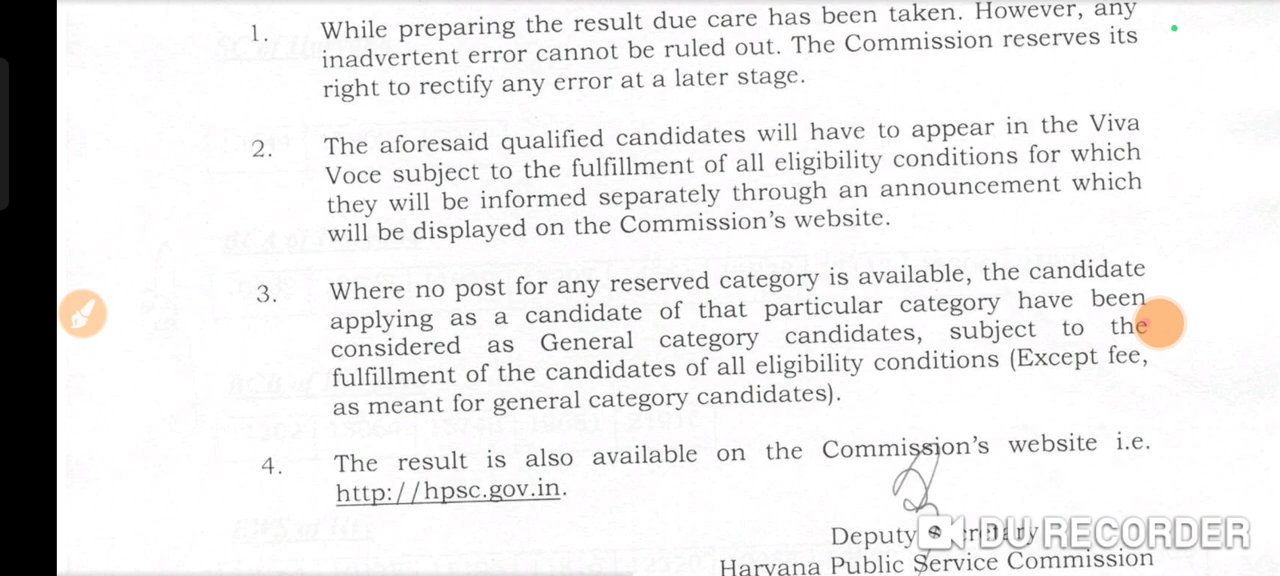 1. While preparing the result due care has been taken. However, any
inadvertent error cannot be ruled out. The Commission reserves its
right to rectify any error at a later stage.
2. The aforesaid qualified candidates will have to appear in the Viva
Voce subject to the fulfillment of all eligibility conditions for which
they will be informed separately through an announcement which
will be displayed on the Commission's website.
3. Where no post for any reserved category is available, the candidate
applying as a candidate of that particular category have been
considered as General category candidates, subject to the
fulfillment of the candidates of all eligibility conditions (Except fee,
as meant for general category candidates).
4. The result is also available on the Commission's website i.e.
http://hpsc.gov.in.
Deputy
DU RECORDER
Haryana Public Service Commission